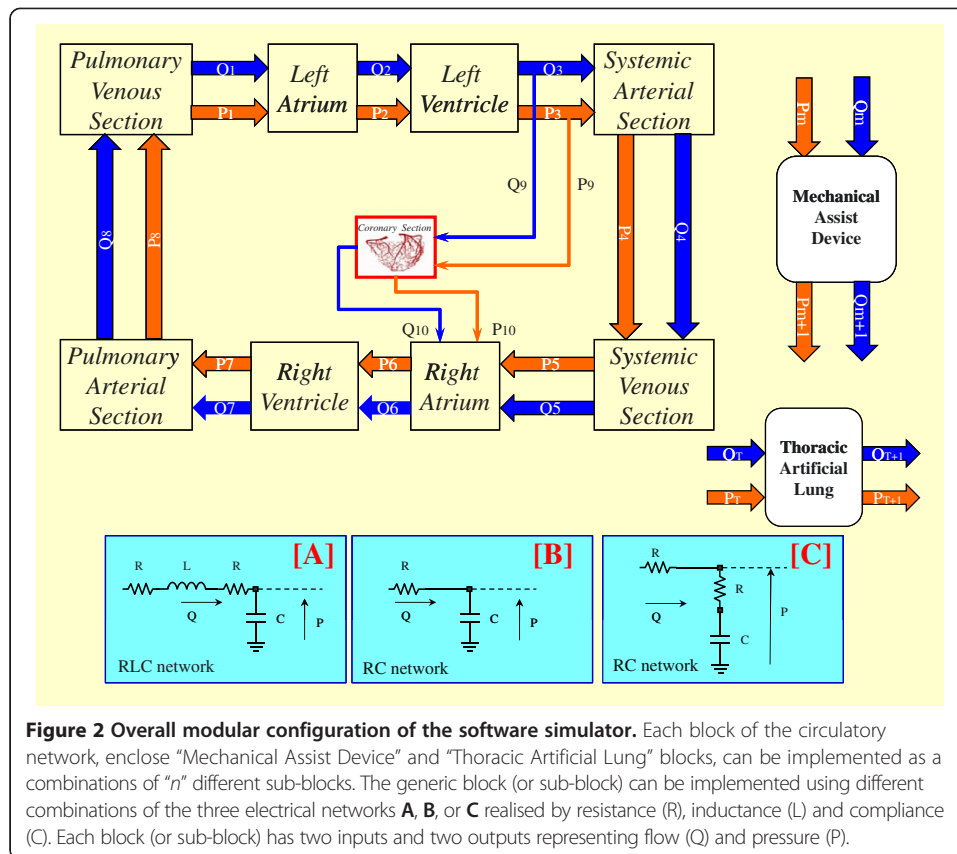 Pulmonary
Venous
Section
Q1
P1
Left
Atrium
Q2
P2
Left
Ventricle
Q3
P3
Systemic
Arterial
Section
Pm
Qm
Mechanical
Assist
Device
Pm+1
Qm+1
Q9
P9
Coronary Section
Q8
P8
P4
Q4
Q10
P10
Pulmonary
Arterial
Section
P7
Q7
Right
Ventricle
P6
Q6
Right
Atrium
P5
Q5
Systemic
Venous
Section
QT
PT
Thoracic
Artificial
Lung
QT+1
PT+1
[A]
R L R
Q
C
P
RLC network
[B]
R
Q
C
P
RC network
[C]
R
R
Q
P
C
RC network
Figure 2 Overall modular configuration of the software simulator. Each block of the circulatory
network, enclose “Mechanical Assist Device” and “Thoracic Artificial Lung” blocks, can be implemented as a
combinations of “n” different sub-blocks. The generic block (or sub-block) can be implemented using different
combinations of the three electrical networks A, B, or C realised by resistance (R), inductance (L) and compliance
(C). Each block (or sub-block) has two inputs and two outputs representing flow (Q) and pressure (P).